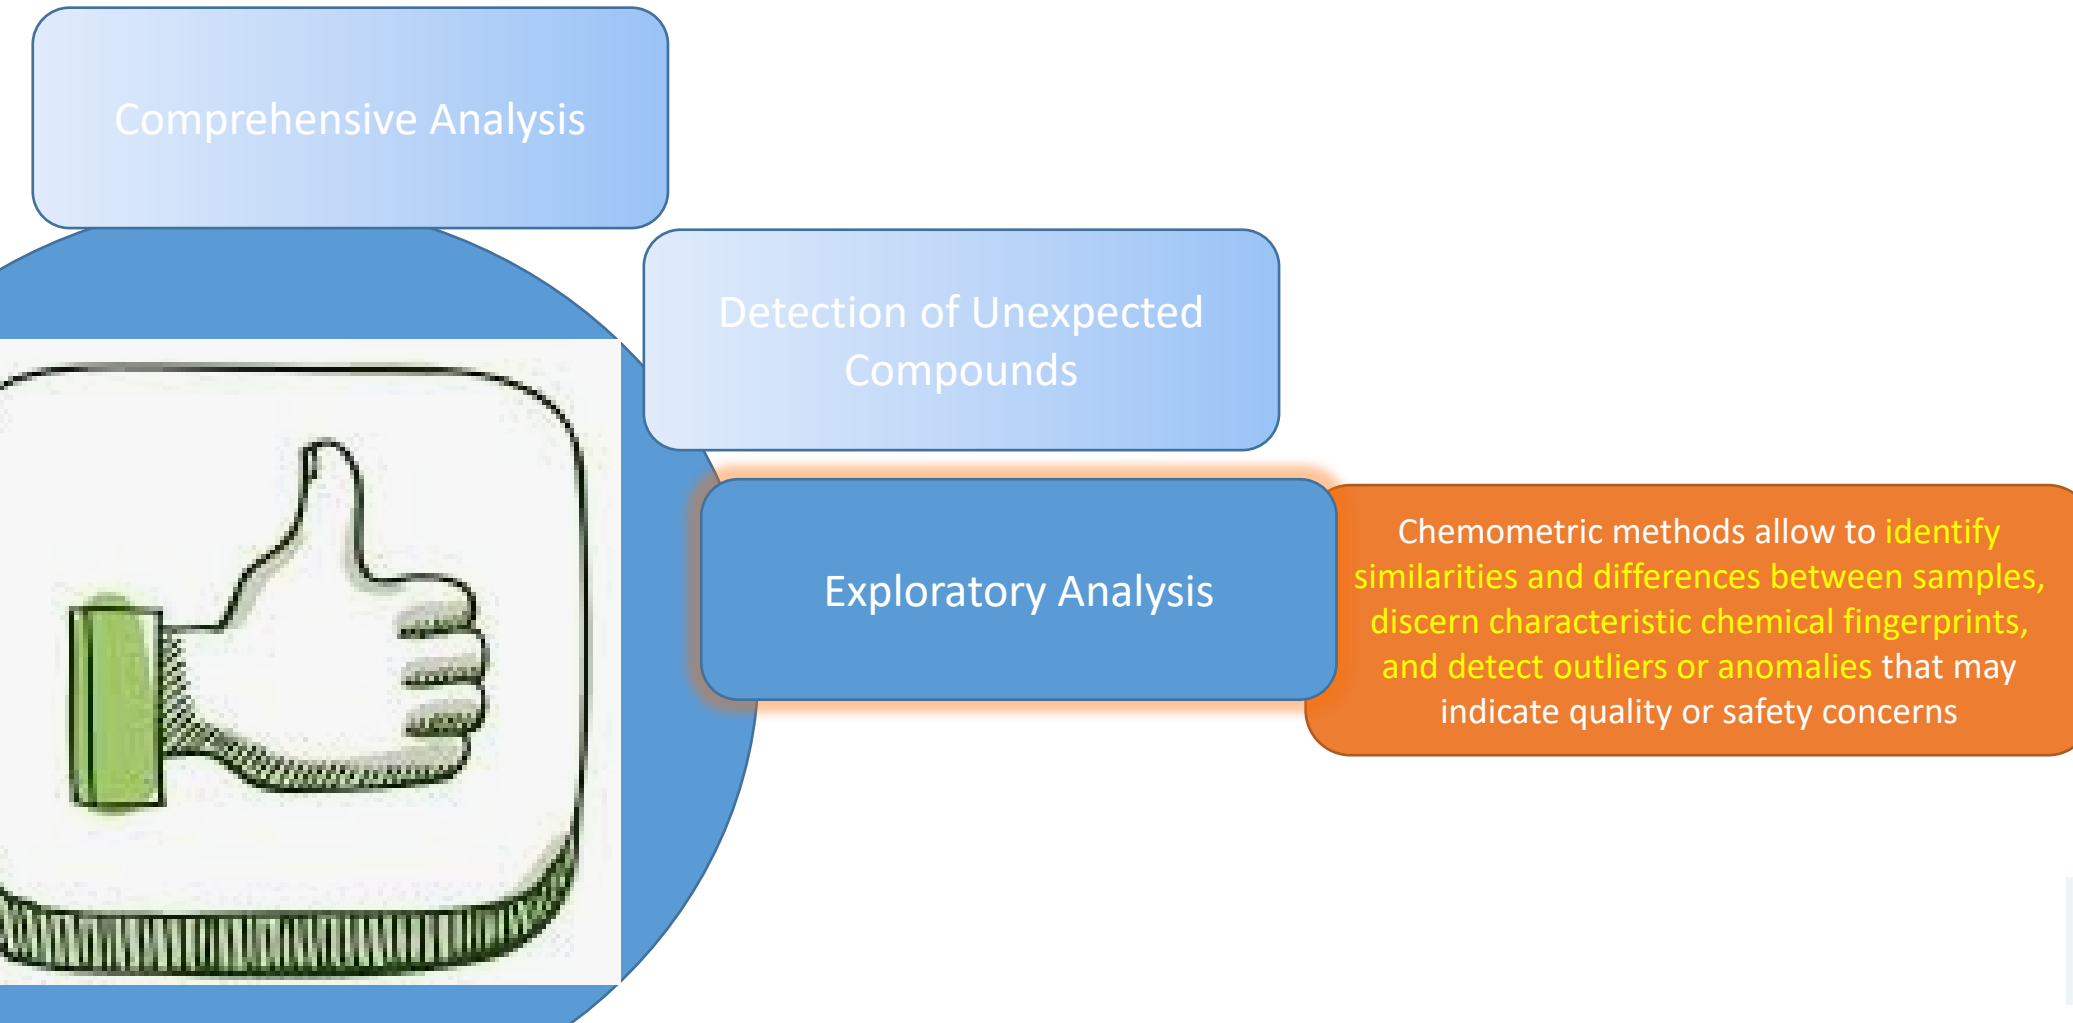 Comprehensive Analysis
Detection of Unexpected
Compounds
Exploratory Analysis
Chemometric methods allow to identify
similarities and differences between samples,
discern characteristic chemical fingerprints,
and detect outliers or anomalies that may
indicate quality or safety concerns